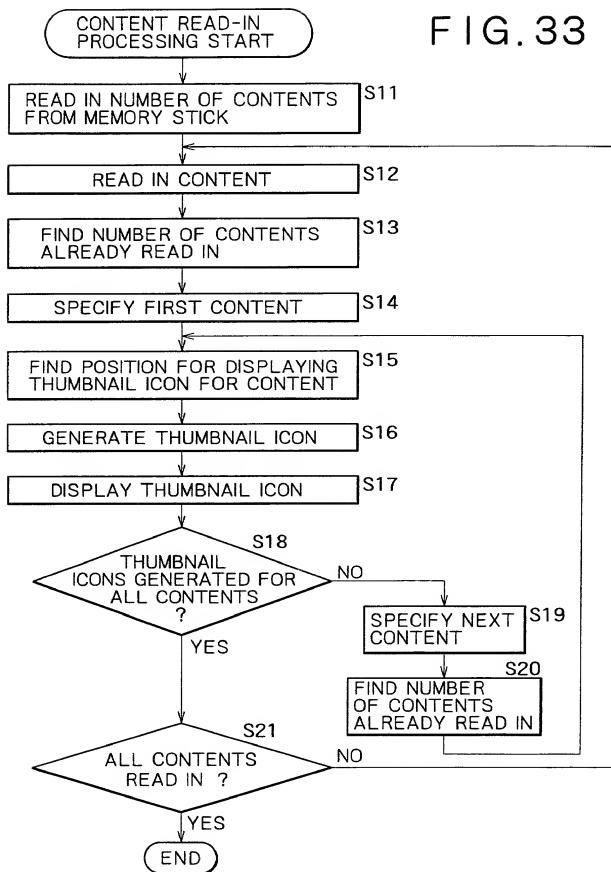 CONTENT READ-IN
PROCESSING START
FIG.33
READ IN NUMBER OF CONTENTS
FROM MEMORY STICK
S11
READ IN CONTENT
S12
FIND NUMBER OF CONTENTS
ALREADY READ IN
S13
SPECIFY FIRST CONTENT
S14
FIND POSITION FOR DISPLAYING
THUMBNAIL ICON FOR CONTENT
S15
GENERATE THUMBNAIL ICON
S16
DISPLAY THUMBNAIL ICON
S17
S18
THUMBNAIL
ICONS GENERATED FOR
ALL CONTENTS
?
NO
YES
SPECIFY NEXT
CONTENT
S19
S20
FIND NUMBER
OF CONTENTS
ALREADY READ IN
S21
ALL CONTENTS
READ IN ?
NO
YES
END